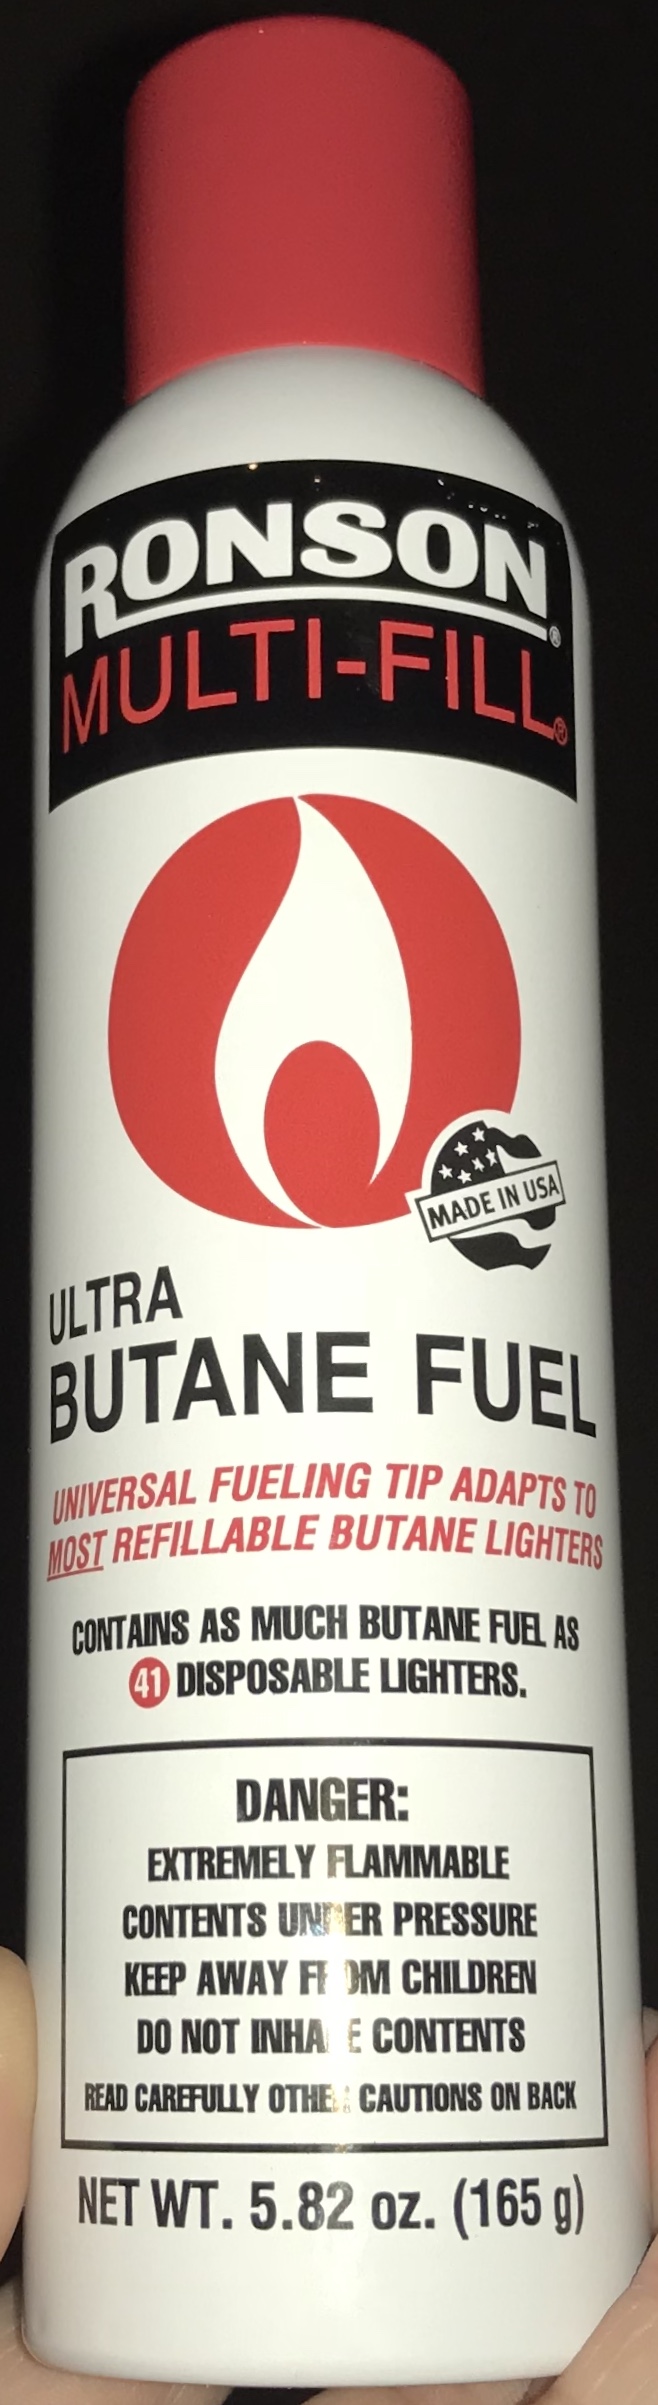 RONSON®
MULTI-FILL®
MADE IN USA
ULTRA
BUTANE FUEL
UNIVERSAL FUELING TIP ADAPTS TO
MOST REFILLABLE BUTANE LIGHTERS
CONTAINS AS MUCH BUTANE FUEL AS
41 DISPOSABLE LIGHTERS.
DANGER:
EXTREMELY FLAMMABLE
CONTENTS UNDER PRESSURE
KEEP AWAY FROM CHILDREN
DO NOT INHALE CONTENTS
READ CAREFULLY OTHER CAUTIONS ON BACK
NET WT. 5.82 oz. (165 g)